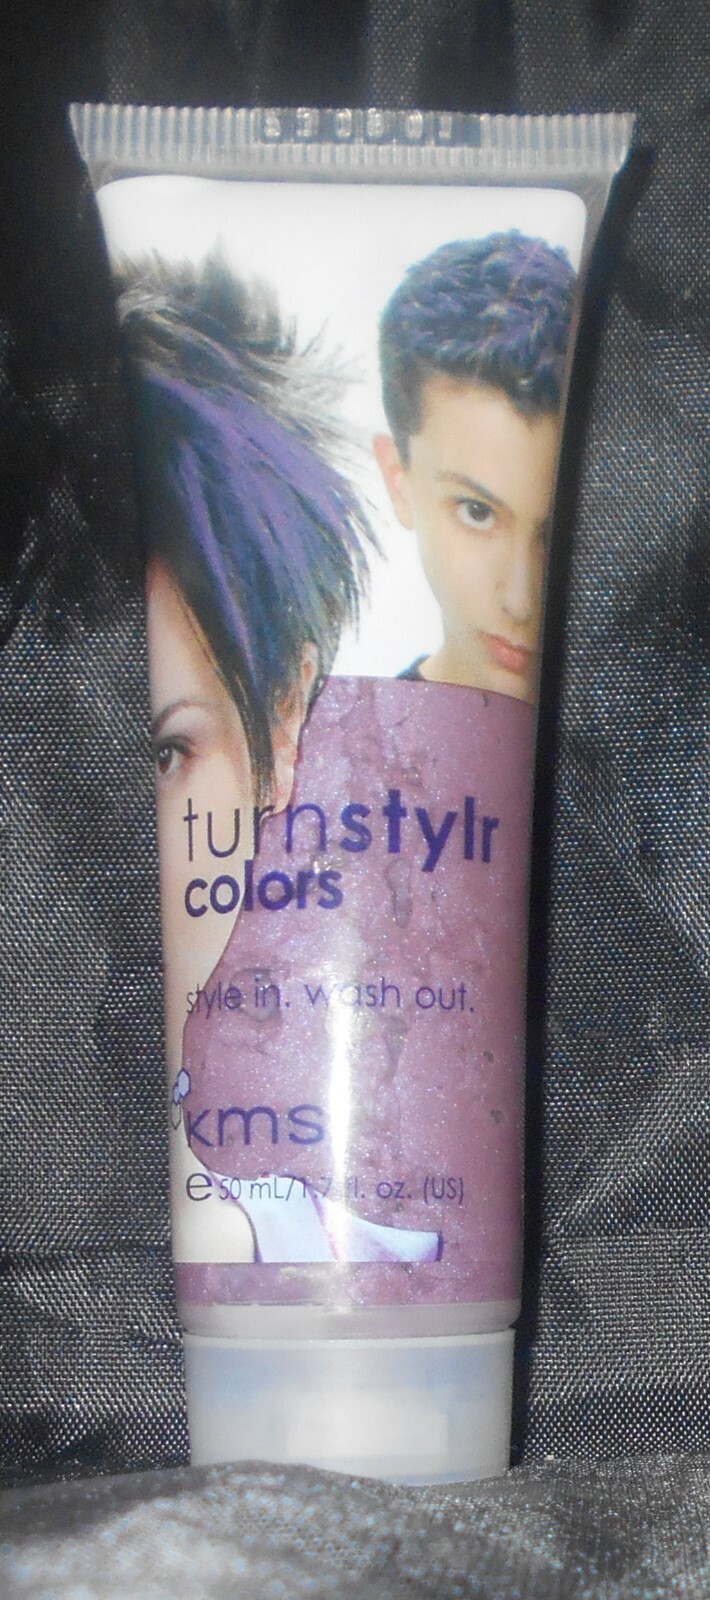 turnstylr
colors
style in. wash out.
kms
e 50 mL/1.7 fl. oz. (US)